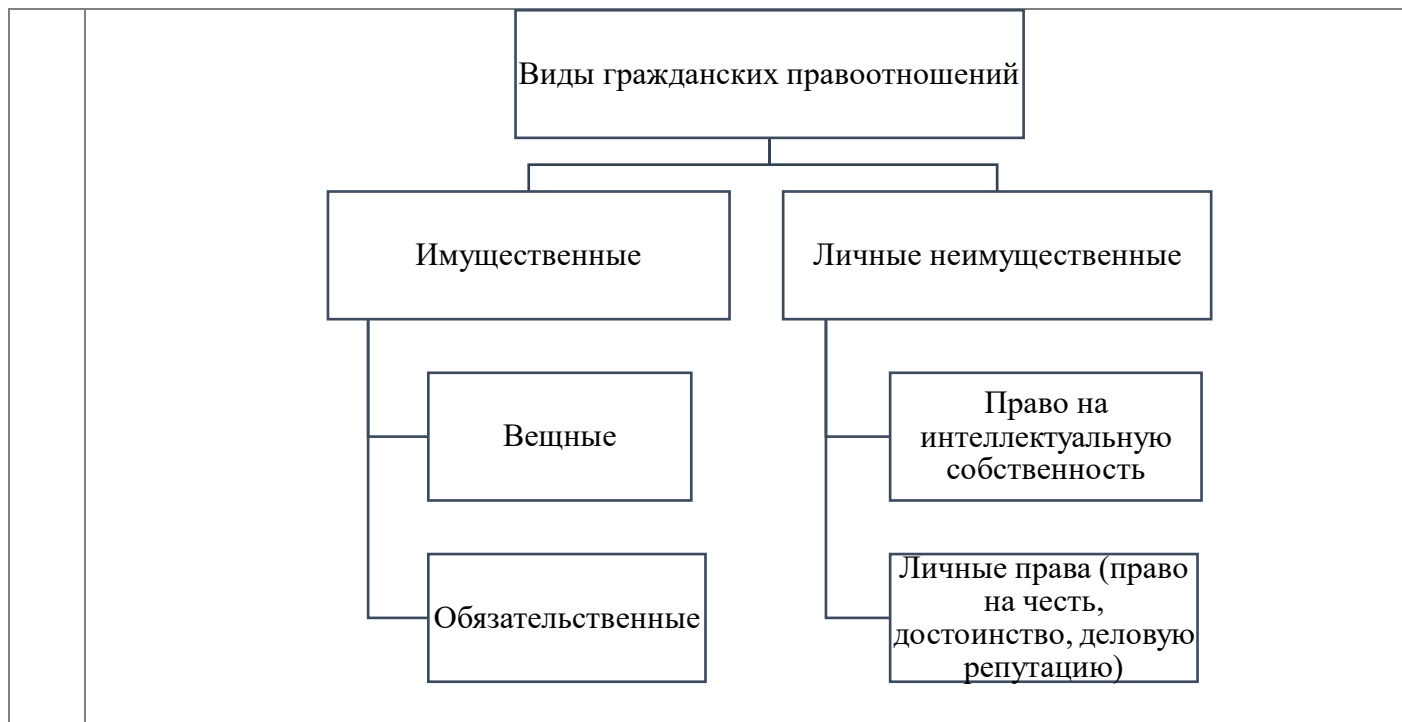 Виды гражданских правоотношений
Имущественные
Личные неимущественные
Вещные
Право на
интеллектуальную
собственность
Обязательственные
Личные права (право
на честь,
достоинство, деловую
репутацию)